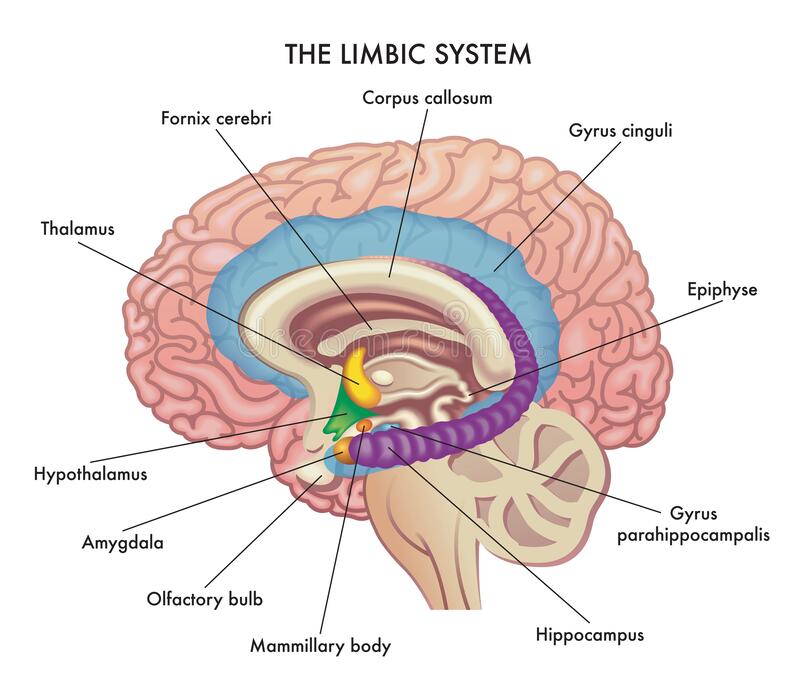 THE LIMBIC SYSTEM
Corpus callosum
Fornix cerebri
Gyrus cinguli
Thalamus
Epiphyse
dreamstime
Hypothalamus
Gyrus
parahippocampalis
Amygdala
Olfactory bulb
Hippocampus
Mammillary body